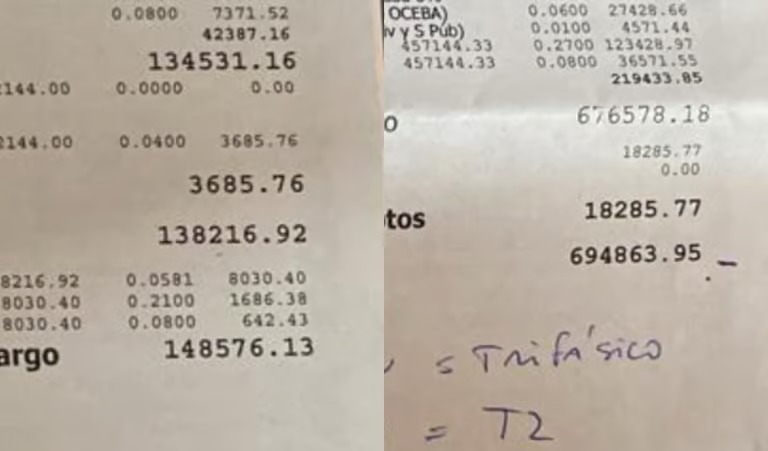 0.0800 7371.52
42387.16
134531.16
2144.00 0.0000 0.00
2144.00 0.0400 3685.76
3685.76
138216.92
8216.92 0.0581 8030.40
8030.40 0.2100 1686.38
8030.40 0.0800 642.43
argo 148576.13
OCEBA) 0.0600 27428.66
v y S Púb) 0.0100 4571.44
457144.33 0.2700 123428.97
457144.33 0.0800 36571.55
219433.85
O 676578.18
18285.77
0.00
tos 18285.77
694863.95
= Trifásico
= T2